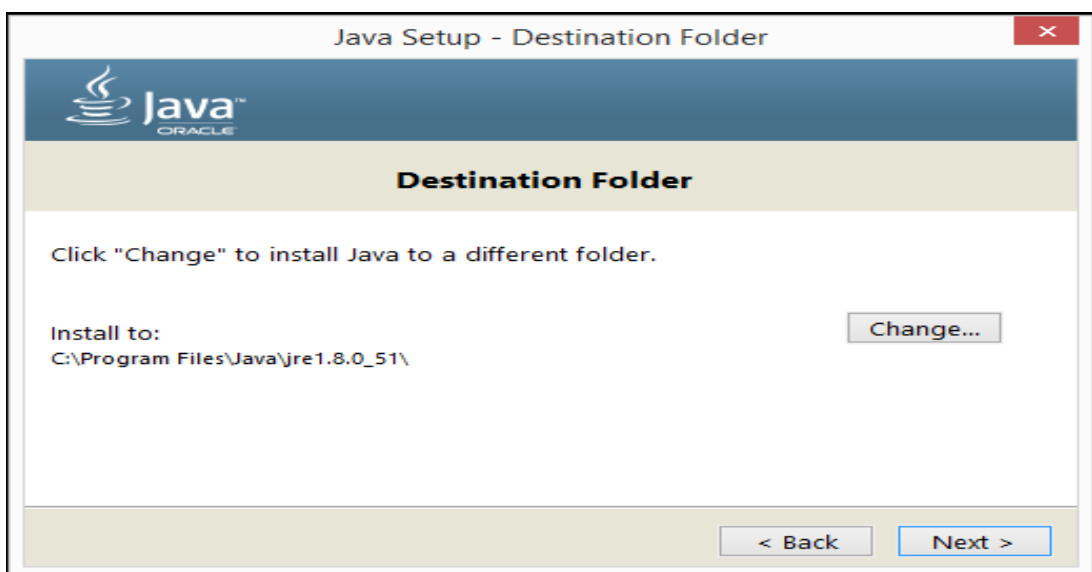 Java Setup - Destination Folder
×
Java™
ORACLE
Destination Folder
Click "Change" to install Java to a different folder.
Change...
Install to:
C:\Program Files\Java\jre1.8.0_51\
< Back
Next >